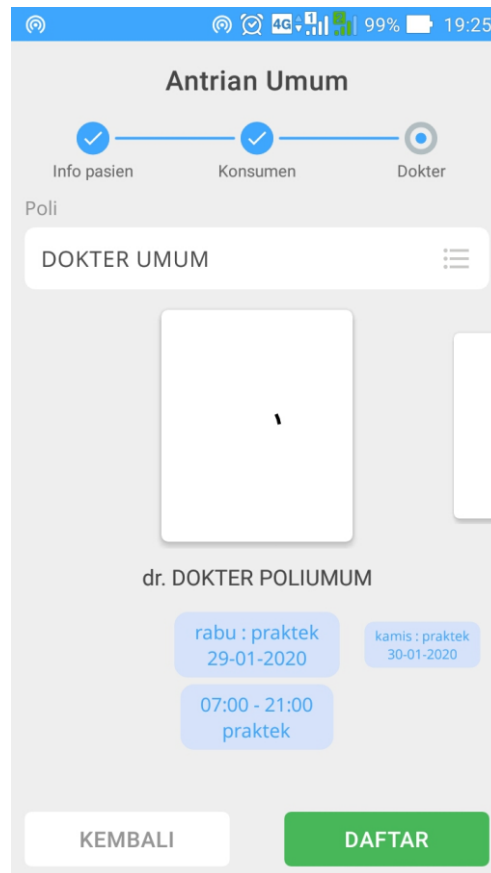 4G 1 99% 19:25
Antrian Umum
Info pasien Konsumen Dokter
Poli
DOKTER UMUM
dr. DOKTER POLIUMUM
rabu : praktek
29-01-2020
kamis : praktek
30-01-2020
07:00 - 21:00
praktek
KEMBALI DAFTAR